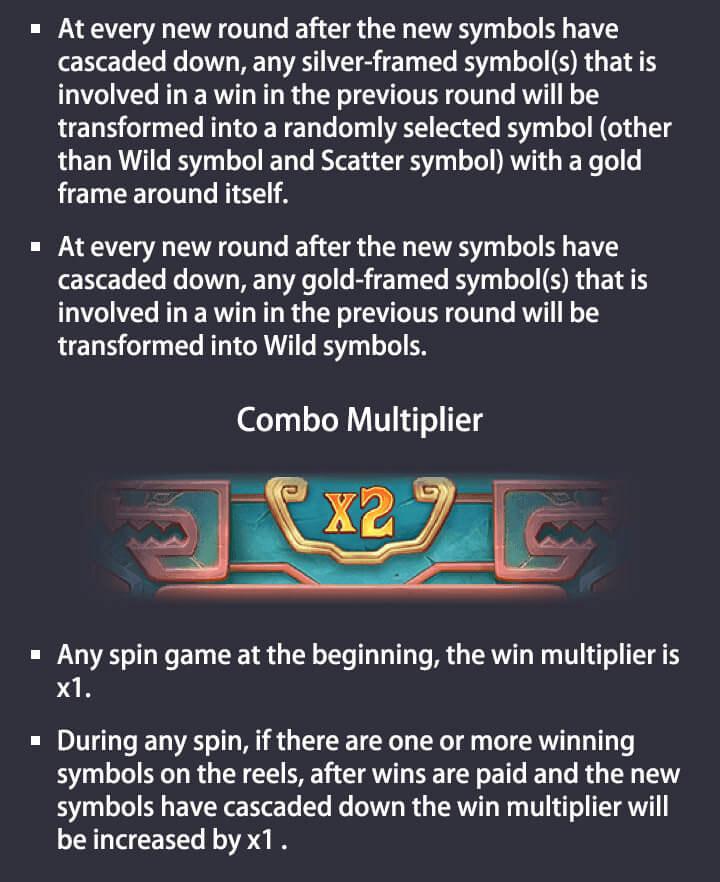 ▪ At every new round after the new symbols have
cascaded down, any silver-framed symbol(s) that is
involved in a win in the previous round will be
transformed into a randomly selected symbol (other
than Wild symbol and Scatter symbol) with a gold
frame around itself.
▪ At every new round after the new symbols have
cascaded down, any gold-framed symbol(s) that is
involved in a win in the previous round will be
transformed into Wild symbols.
Combo Multiplier
x2
▪ Any spin game at the beginning, the win multiplier is
x1.
▪ During any spin, if there are one or more winning
symbols on the reels, after wins are paid and the new
symbols have cascaded down the win multiplier will
be increased by x1 .